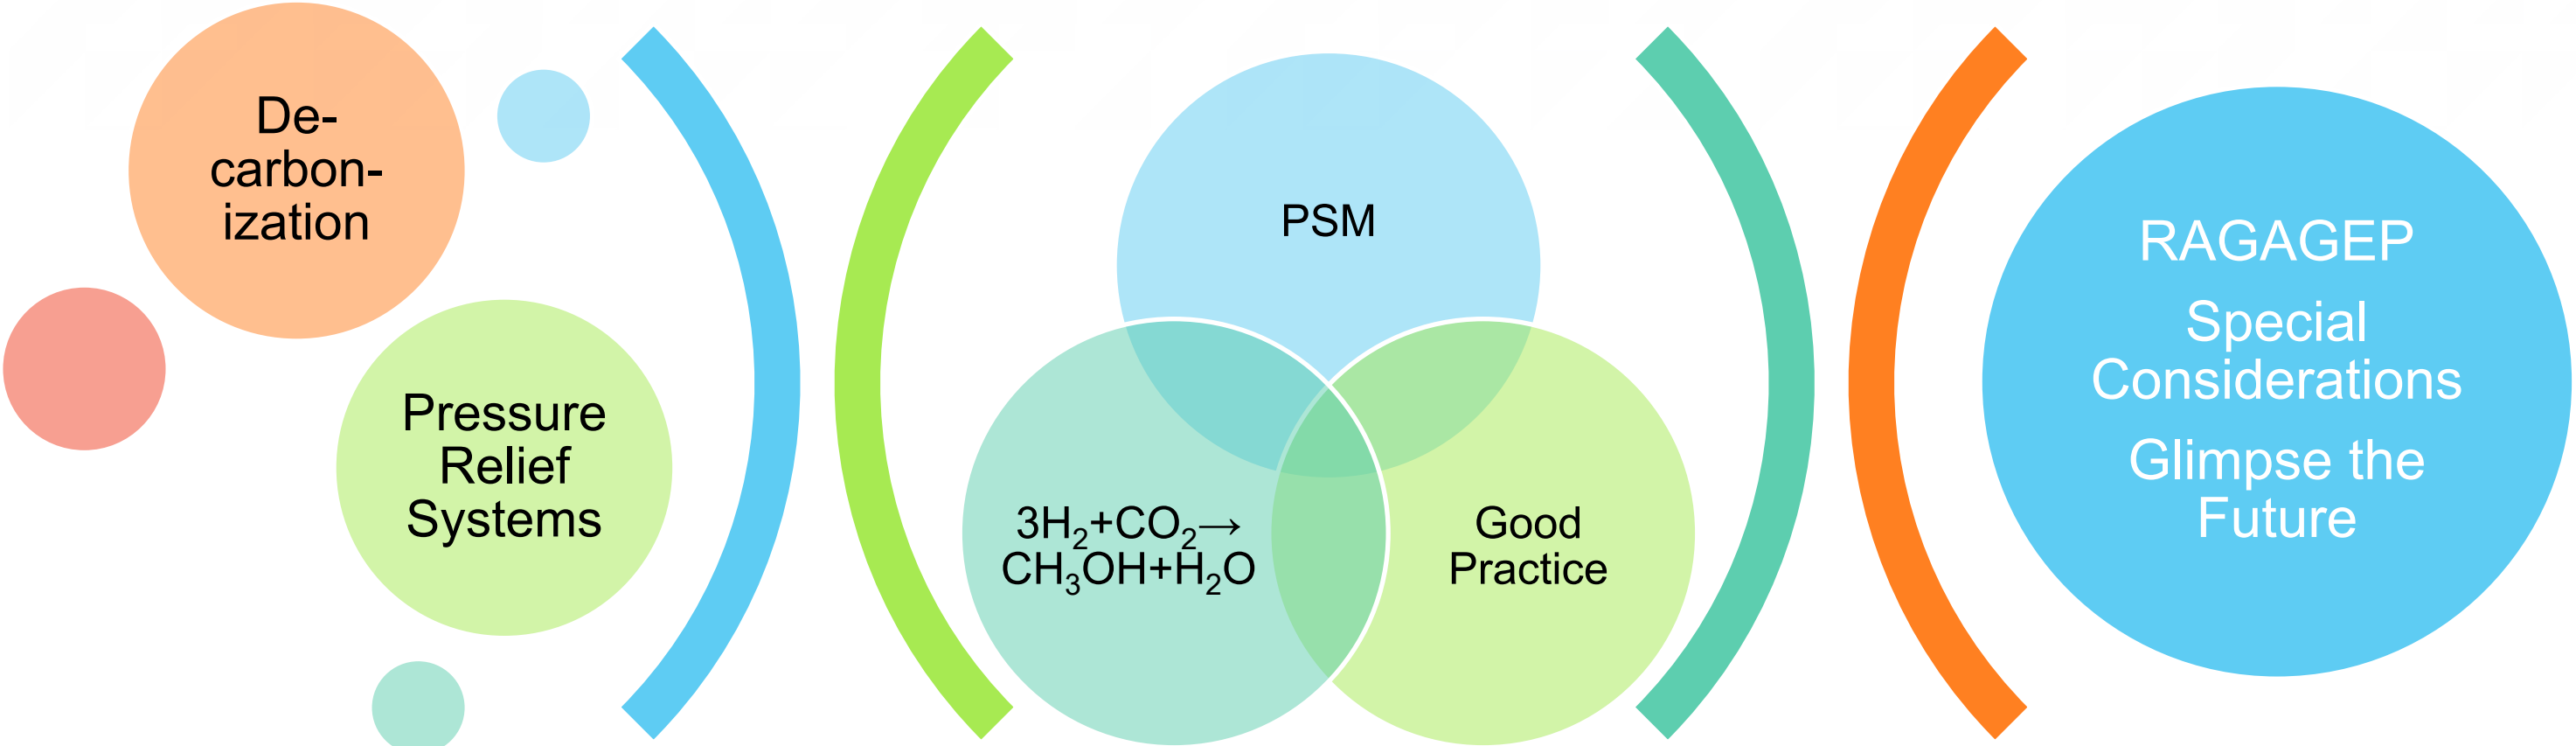 De-
carbon-
ization
Pressure
Relief
Systems
PSM
3H₂+CO₂→
CH₃OH+H₂O
Good
Practice
RAGAGEP
Special
Considerations
Glimpse the
Future